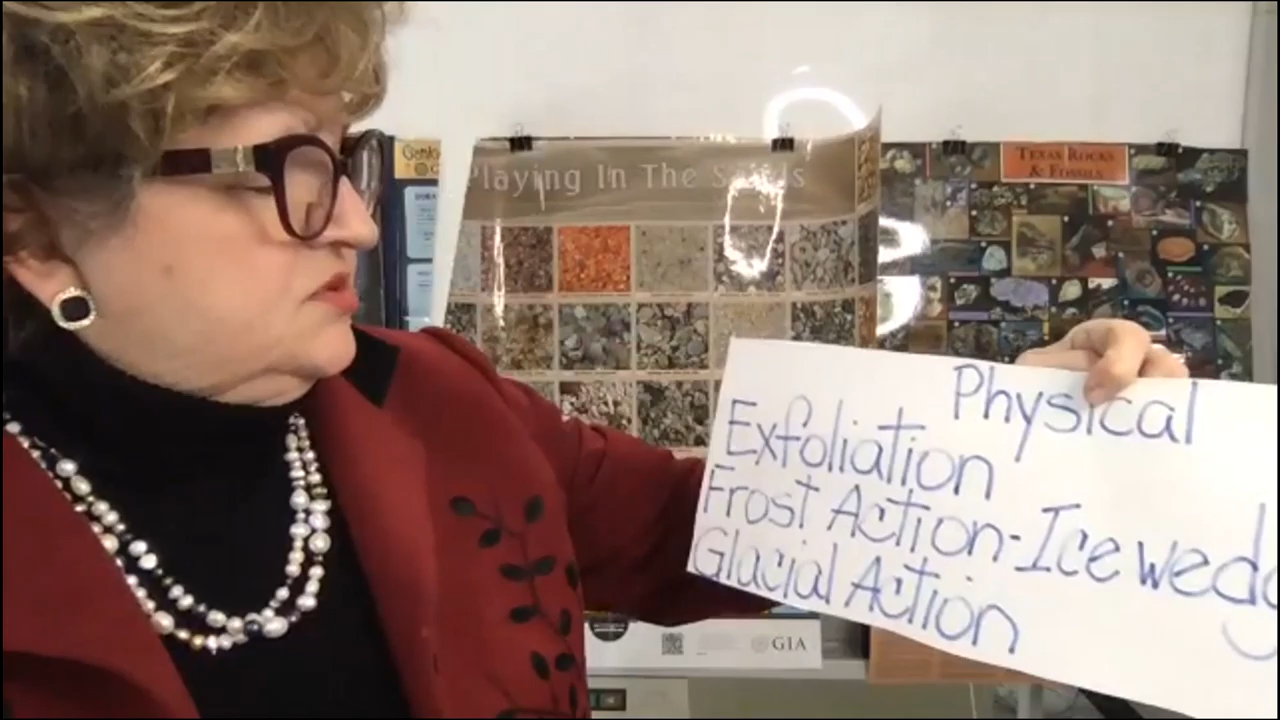 Playing In The Sands
TEXAS ROCKS
& FOSSILS
Physical
Exfoliation
Frost Action-Ice wedg
Glacial Action
GIA